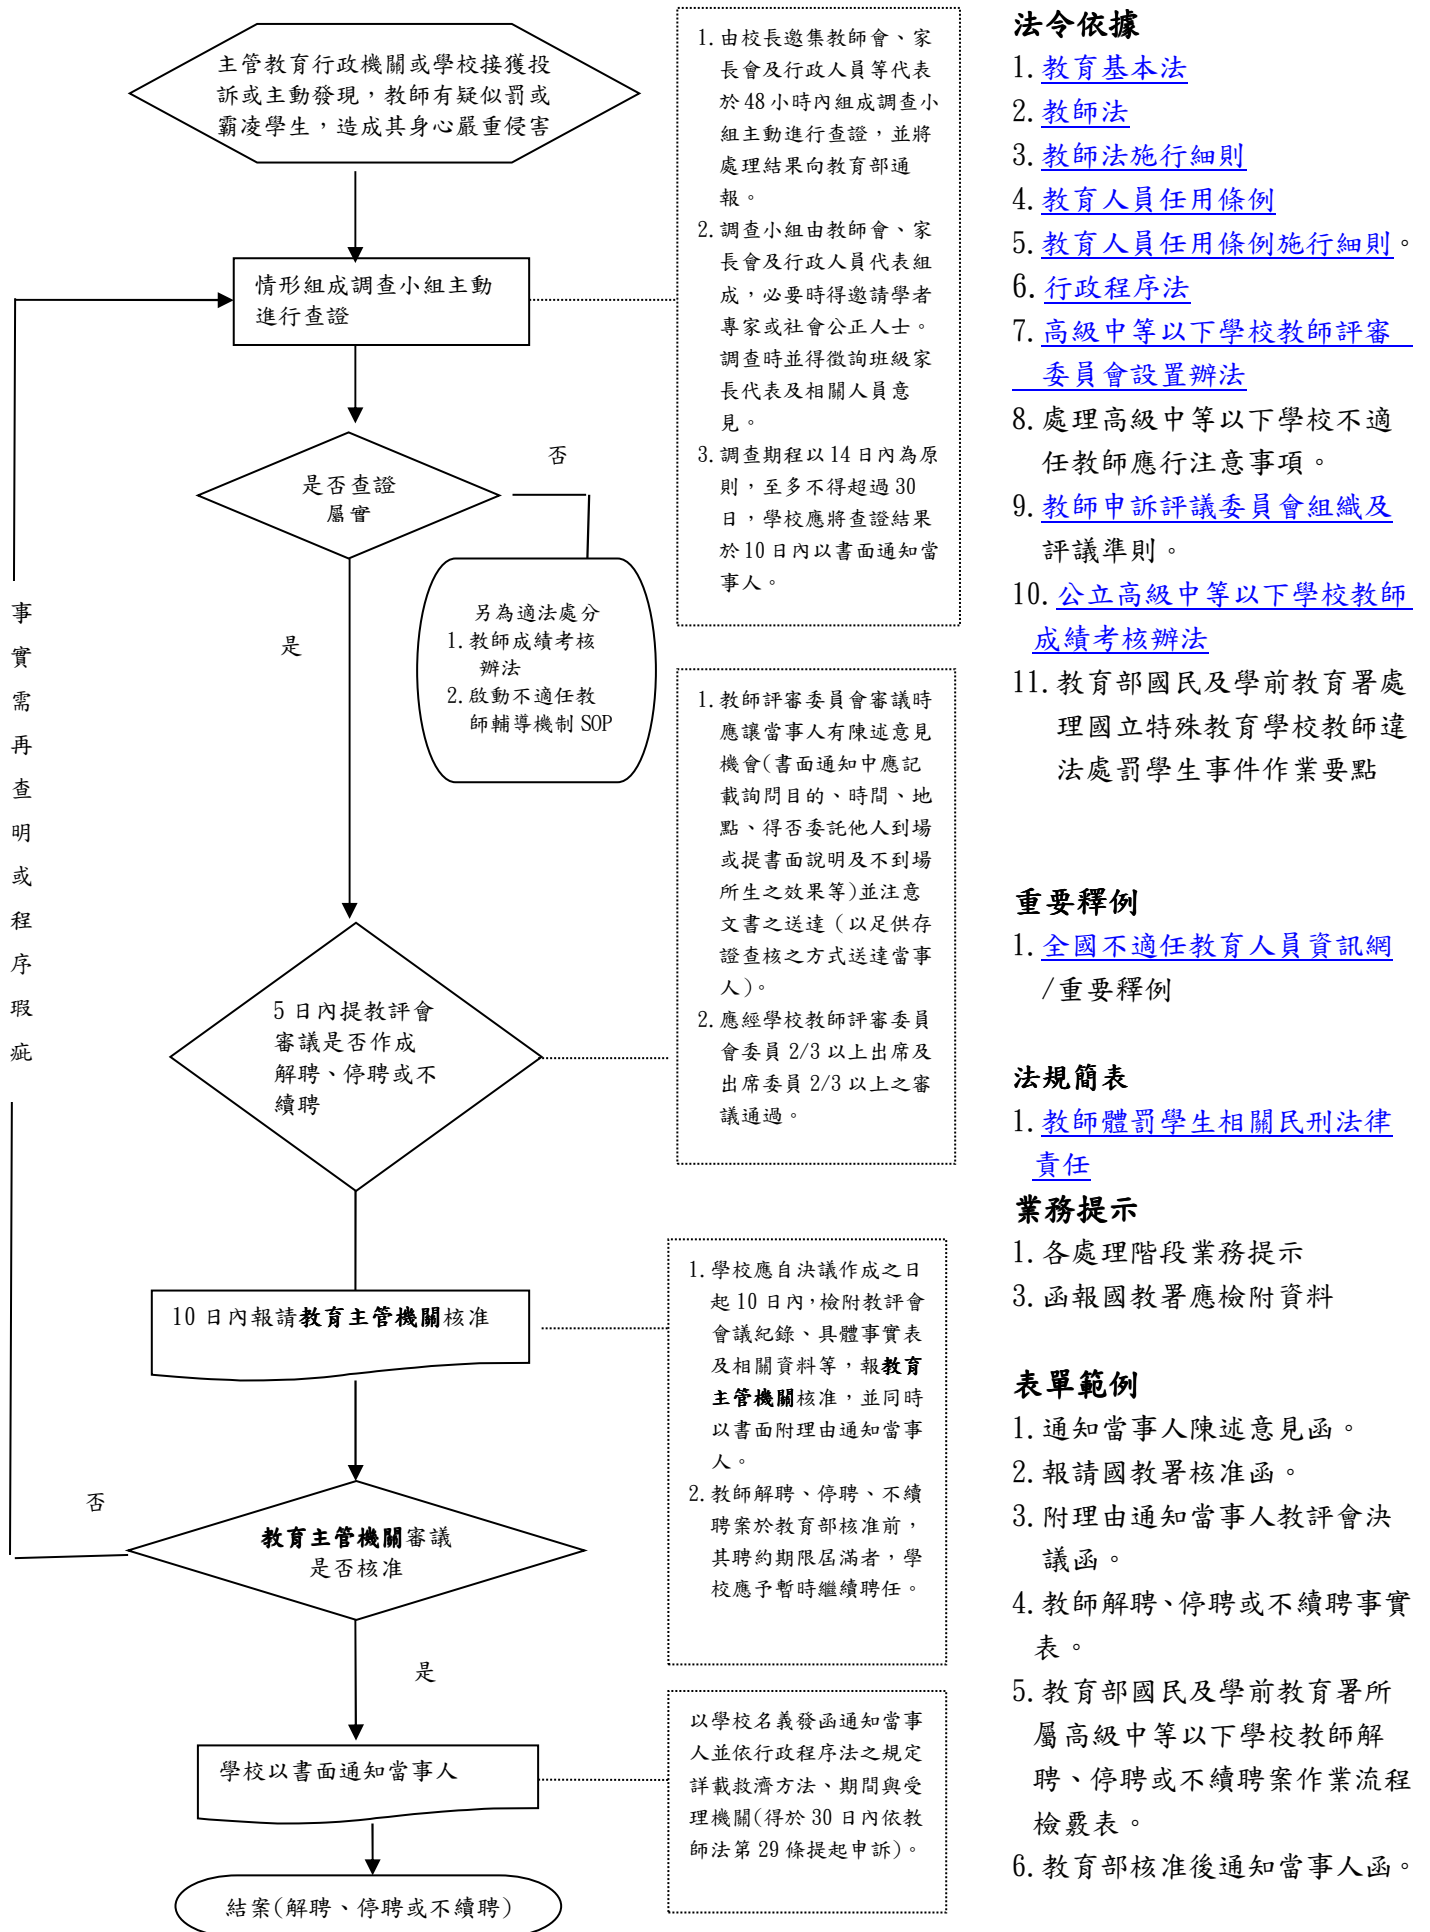 主管教育行政機關或學校接獲投
訴或主動發現，教師有疑似罰或
霸凌學生，造成其身心嚴重侵害
情形組成調查小組主動
進行查證
是否查證
屬實
否
是
另為適法處分
1.教師成績考核
辦法
2.啟動不適任教
師輔導機制 SOP
事
實
需
再
查
明
或
程
序
瑕
疵
5 日內提教評會
審議是否作成
解聘、停聘或不
續聘
10 日內報請教育主管機關核准
否
教育主管機關審議
是否核准
是
學校以書面通知當事人
結案(解聘、停聘或不續聘)
1.由校長邀集教師會、家
長會及行政人員等代表
於 48 小時內組成調查小
組主動進行查證，並將
處理結果向教育部通
報。
2.調查小組由教師會、家
長會及行政人員代表組
成，必要時得邀請學者
專家或社會公正人士。
調查時並得徵詢班級家
長代表及相關人員意
見。
3.調查期程以 14 日內為原
則，至多不得超過 30
日，學校應將查證結果
於 10 日內以書面通知當
事人。
1.教師評審委員會審議時
應讓當事人有陳述意見
機會(書面通知中應記
載詢問目的、時間、地
點、得否委託他人到場
或提書面說明及不到場
所生之效果等)並注意
文書之送達（以足供存
證查核之方式送達當事
人）。
2.應經學校教師評審委員
會委員 2/3 以上出席及
出席委員 2/3 以上之審
議通過。
1.學校應自決議作成之日
起 10 日內，檢附教評會
會議紀錄、具體事實表
及相關資料等，報教育
主管機關核准，並同時
以書面附理由通知當事
人。
2.教師解聘、停聘、不續
聘案於教育部核准前，
其聘約期限屆滿者，學
校應予暫時繼續聘任。
以學校名義發函通知當事
人並依行政程序法之規定
詳載救濟方法、期間與受
理機關(得於 30 日內依教
師法第 29 條提起申訴)。
法令依據
1.教育基本法
2.教師法
3.教師法施行細則
4.教育人員任用條例
5.教育人員任用條例施行細則。
6.行政程序法
7.高級中等以下學校教師評審
委員會設置辦法
8.處理高級中等以下學校不適
任教師應行注意事項。
9.教師申訴評議委員會組織及
評議準則。
10.公立高級中等以下學校教師
成績考核辦法
11.教育部國民及學前教育署處
理國立特殊教育學校教師違
法處罰學生事件作業要點
重要釋例
1.全國不適任教育人員資訊網
/重要釋例
法規簡表
1.教師體罰學生相關民刑法律
責任
業務提示
1.各處理階段業務提示
3.函報國教署應檢附資料
表單範例
1.通知當事人陳述意見函。
2.報請國教署核准函。
3.附理由通知當事人教評會決
議函。
4.教師解聘、停聘或不續聘事實
表。
5.教育部國民及學前教育署所
屬高級中等以下學校教師解
聘、停聘或不續聘案作業流程
檢覈表。
6.教育部核准後通知當事人函。